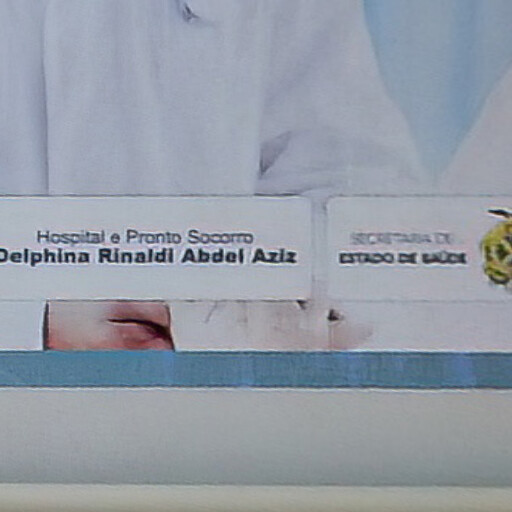 Hospital e Pronto Socorro
Delphina Rinaldi Abdel Aziz
SECRETARIA DE
ESTADO DE SAÚDE